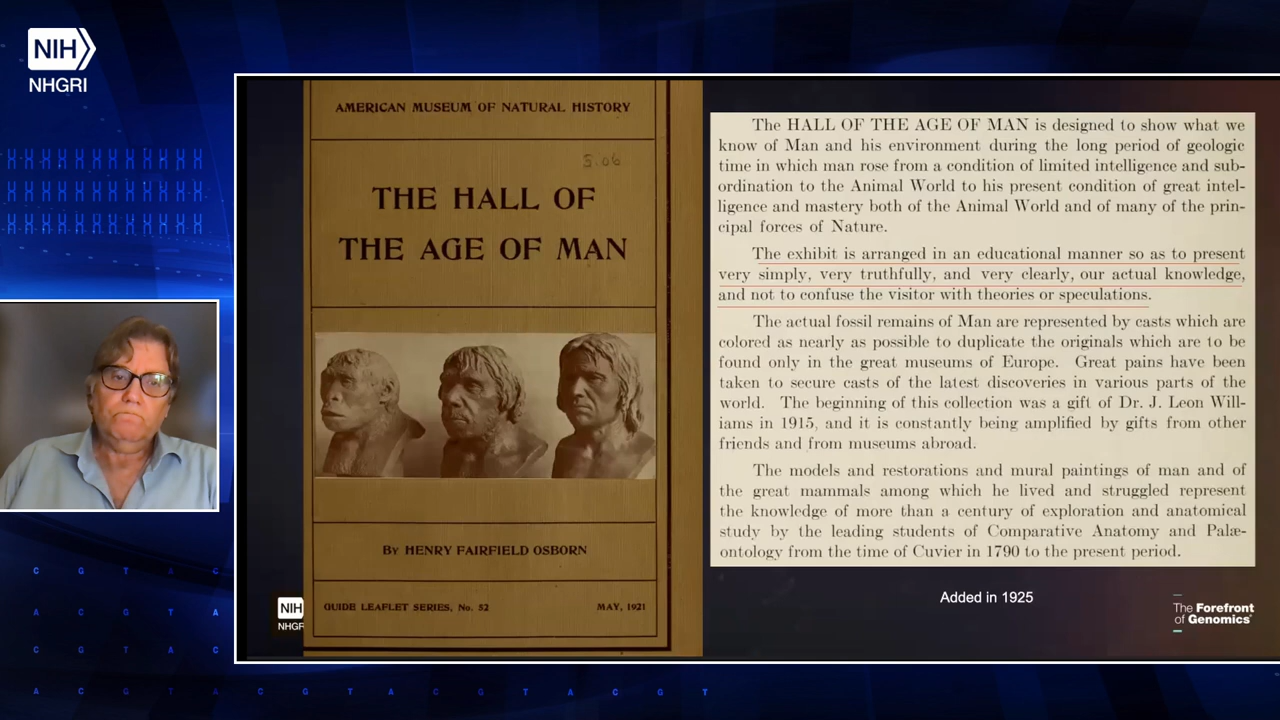 NIH
NHGRI
AMERICAN MUSEUM OF NATURAL HISTORY
5.06
THE HALL OF
THE AGE OF MAN
By HENRY FAIRFIELD OSBORN
GUIDE LEAFLET SERIES, No. 52
MAY, 1921
NIH
NHGR
The HALL OF THE AGE OF MAN is designed to show what we
know of Man and his environment during the long period of geologic
time in which man rose from a condition of limited intelligence and sub-
ordination to the Animal World to his present condition of great intel-
ligence and mastery both of the Animal World and of many of the prin-
cipal forces of Nature.
The exhibit is arranged in an educational manner so as to present
very simply, very truthfully, and very clearly, our actual knowledge,
and not to confuse the visitor with theories or speculations.
The actual fossil remains of Man are represented by casts which are
colored as nearly as possible to duplicate the originals which are to be
found only in the great museums of Europe. Great pains have been
taken to secure casts of the latest discoveries in various parts of the
world. The beginning of this collection was a gift of Dr. J. Leon Will-
iams in 1915, and it is constantly being amplified by gifts from other
friends and from museums abroad.
The models and restorations and mural paintings of man and of
the great mammals among which he lived and struggled represent
the knowledge of more than a century of exploration and anatomical
study by the leading students of Comparative Anatomy and Palæ-
ontology from the time of Cuvier in 1790 to the present period.
Added in 1925
The Forefront
of Genomics
C G T A C
A C G T A
C G T A C
A C G T A C G T A C G T A C G T